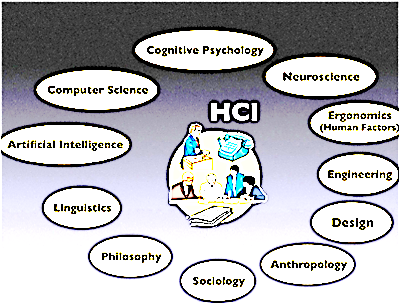 Cognitive Psychology
Neuroscience
Computer Science
HCI
Ergonomics
(Human Factors)
Artificial Intelligence
Engineering
Linguistics
Design
Philosophy
Anthropology
Sociology